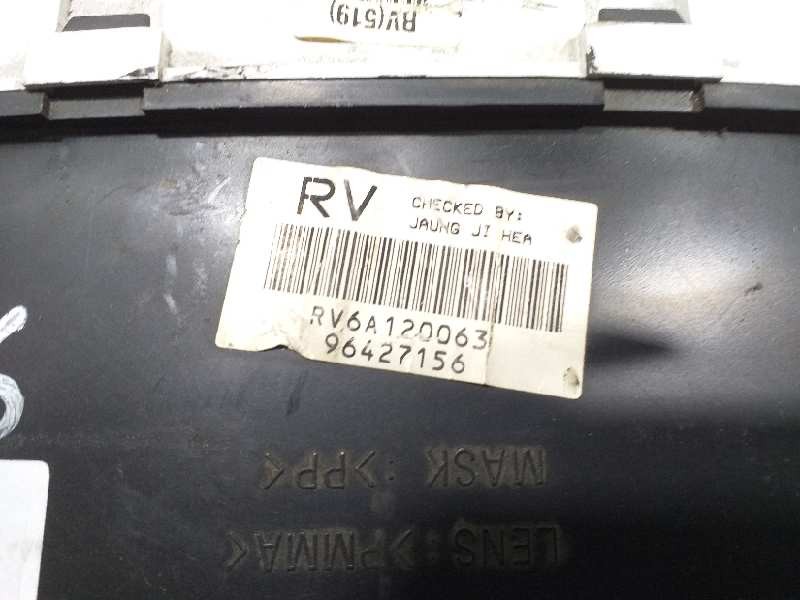 RV(519)
RV
CHECKED BY:
JAUNG JI HEA
RV6A120063
96427156
MASK : >PP<
LENS : >PMMA<